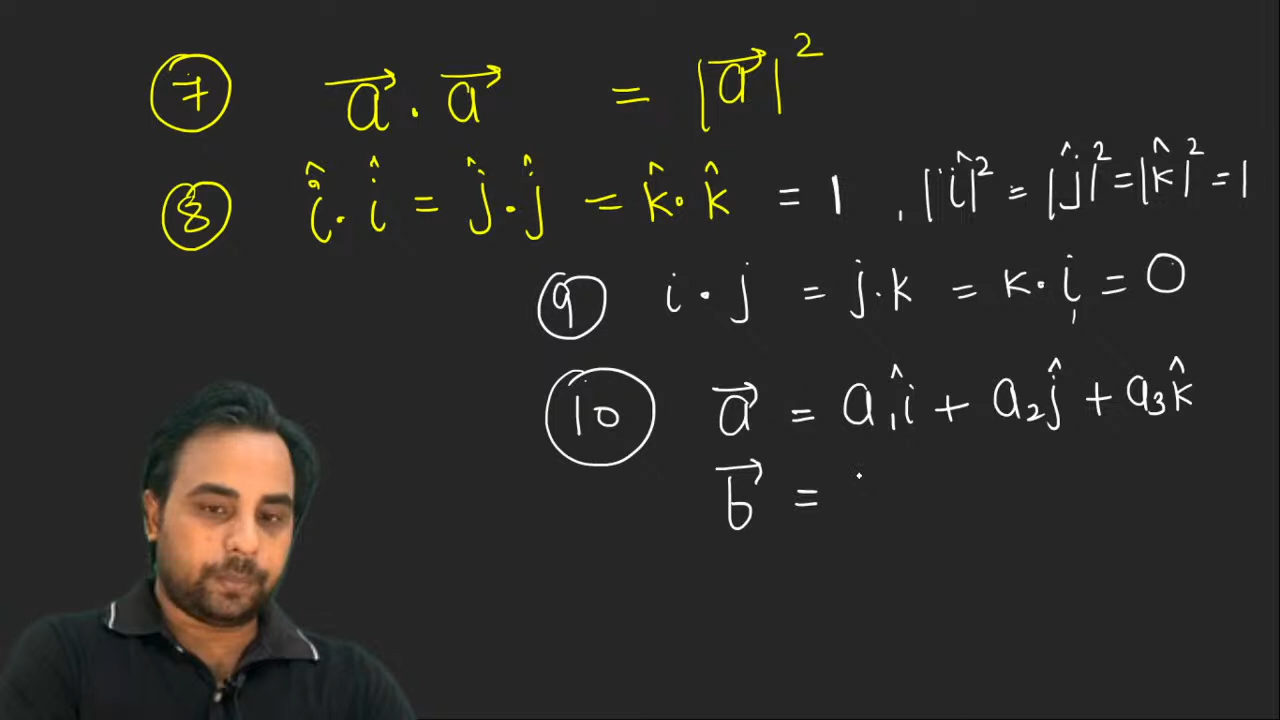 ⑦ a⃗ . a⃗ = |a⃗|²
⑧ î . î = ĵ . ĵ = k̂ . k̂ = 1 , |î|² = |ĵ|² = |k̂|² = 1
⑨ i . j = j . k = k . i = 0
⑩ a⃗ = a₁î + a₂ĵ + a₃k̂
b⃗ =